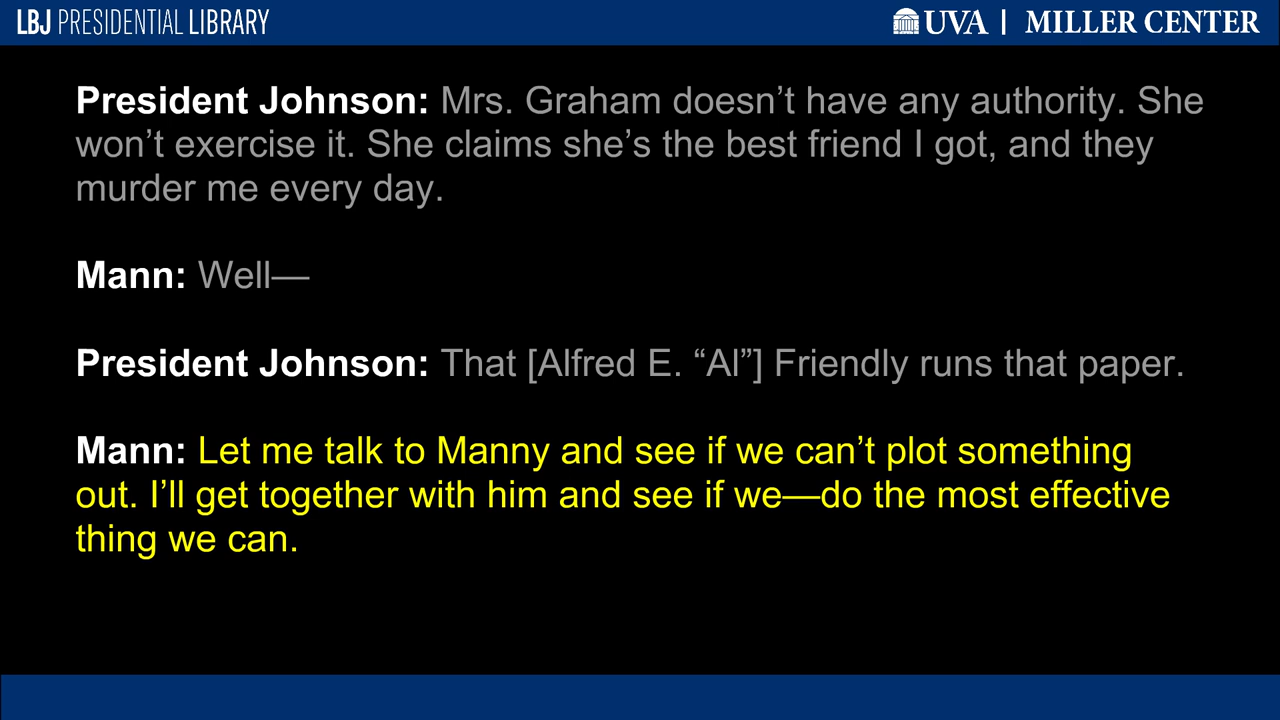 LBJ PRESIDENTIAL LIBRARY
UVA | MILLER CENTER
President Johnson: Mrs. Graham doesn’t have any authority. She
won’t exercise it. She claims she’s the best friend I got, and they
murder me every day.
Mann: Well—
President Johnson: That [Alfred E. “Al”] Friendly runs that paper.
Mann: Let me talk to Manny and see if we can’t plot something
out. I’ll get together with him and see if we—do the most effective
thing we can.